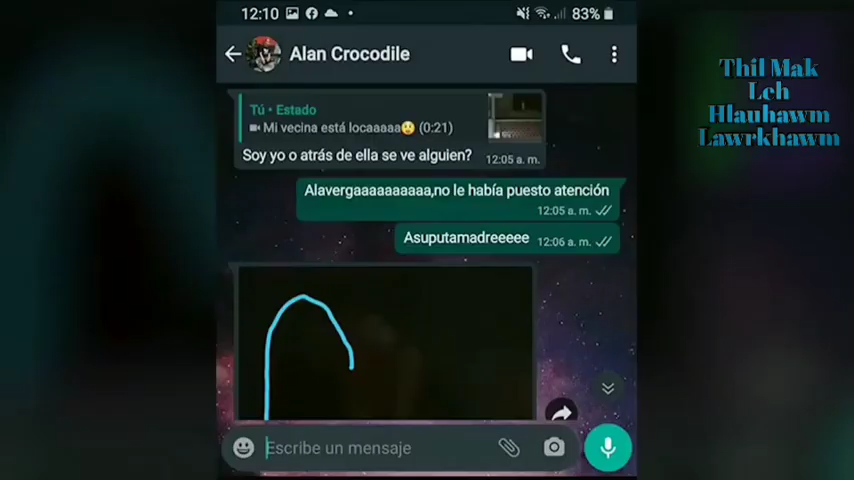 12:10
83%
Alan Crocodile
Thil Mak
Leh
Hlauhawm
Lawrkhawm
Tú • Estado
Mi vecina está locaaaaa😲 (0:21)
Soy yo o atrás de ella se ve alguien?
12:05 a. m.
Alavergaaaaaaaaaa,no le había puesto atención
12:05 a. m.
Asuputamadreeeee
12:06 a. m.
Escribe un mensaje